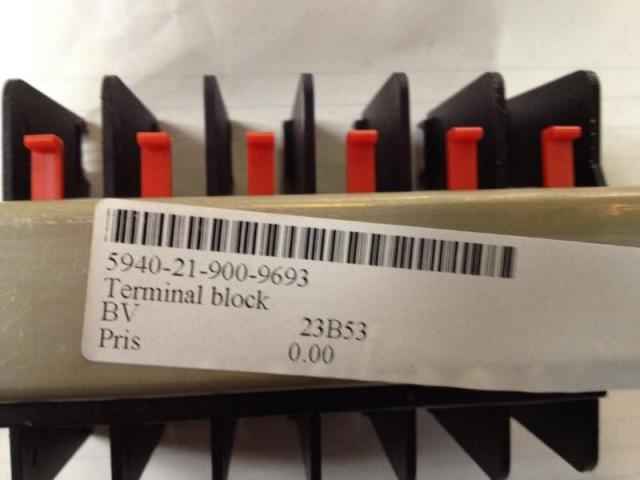 5940-21-900-9693
Terminal block
BV 23B53
Pris 0.00